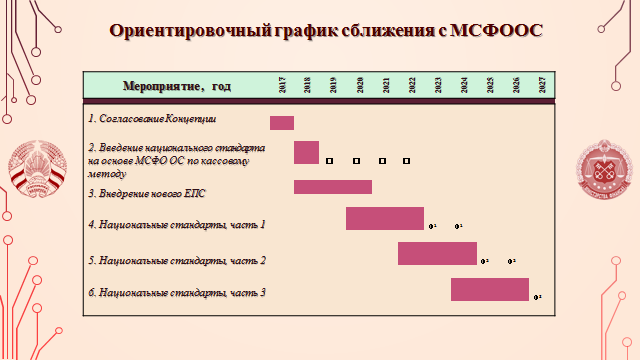 Ориентировочный график сближения с МСФООС
Мероприятие, год
2017 2018 2019 2020 2021 2022 2023 2024 2025 2026 2027
1. Согласование Концепции
2. Введение национального стандарта
на основе МСФО ОС по кассовому
методу
3. Внедрение нового ЕПС
4. Национальные стандарты, часть 1
5. Национальные стандарты, часть 2
6. Национальные стандарты, часть 3